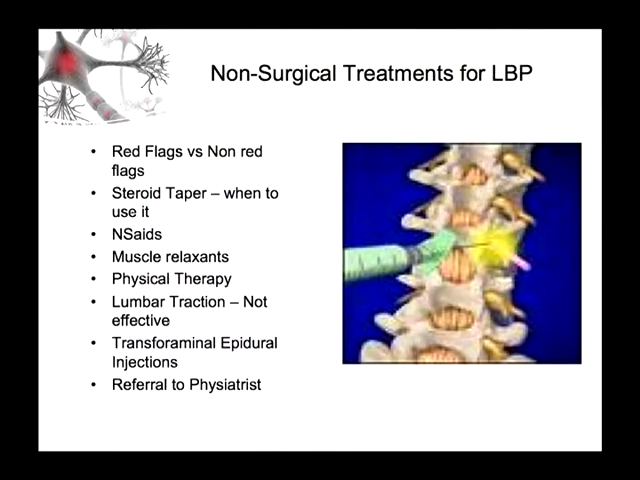 Non-Surgical Treatments for LBP
• Red Flags vs Non red
flags
• Steroid Taper – when to
use it
• NSaids
• Muscle relaxants
• Physical Therapy
• Lumbar Traction – Not
effective
• Transforaminal Epidural
Injections
• Referral to Physiatrist